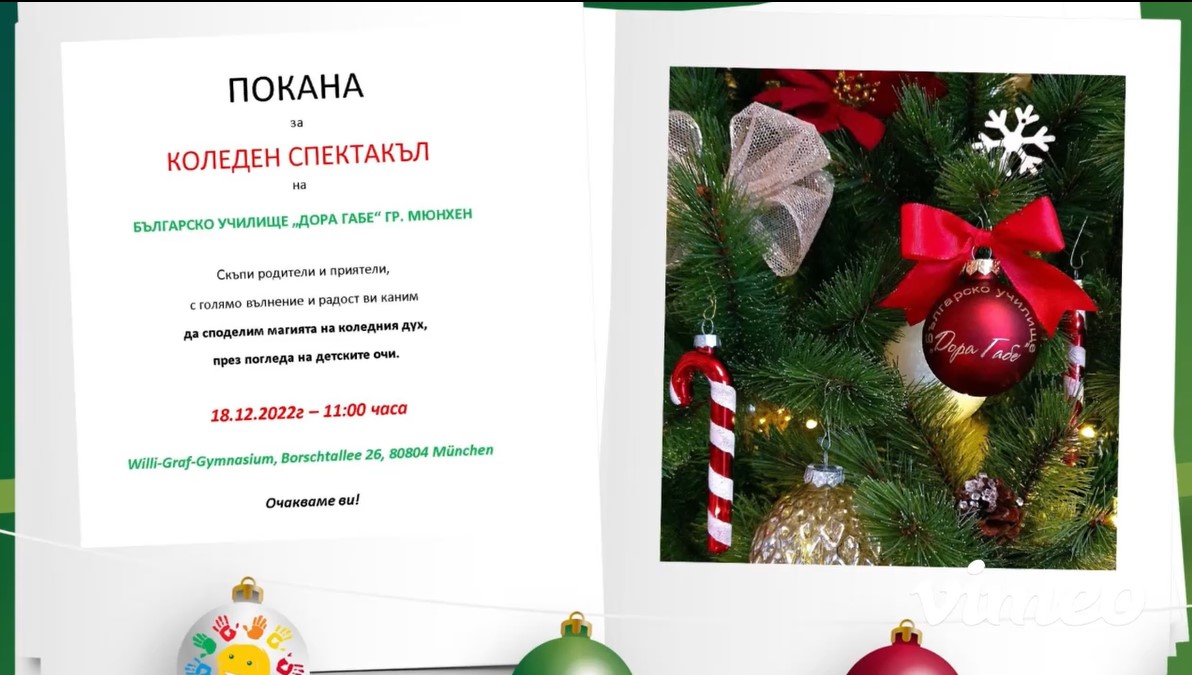 ПОКАНА
за
КОЛЕДЕН СПЕКТАКЪЛ
на
БЪЛГАРСКО УЧИЛИЩЕ „ДОРА ГАБЕ“ ГР. МЮНХЕН
Скъпи родители и приятели,
с голямо вълнение и радост ви каним
да споделим магията на коледния дух,
през погледа на детските очи.
18.12.2022г – 11:00 часа
Willi-Graf-Gymnasium, Borschtallee 26, 80804 München
Очакваме ви!
Българско училище
„Дора Габе“
vimeo